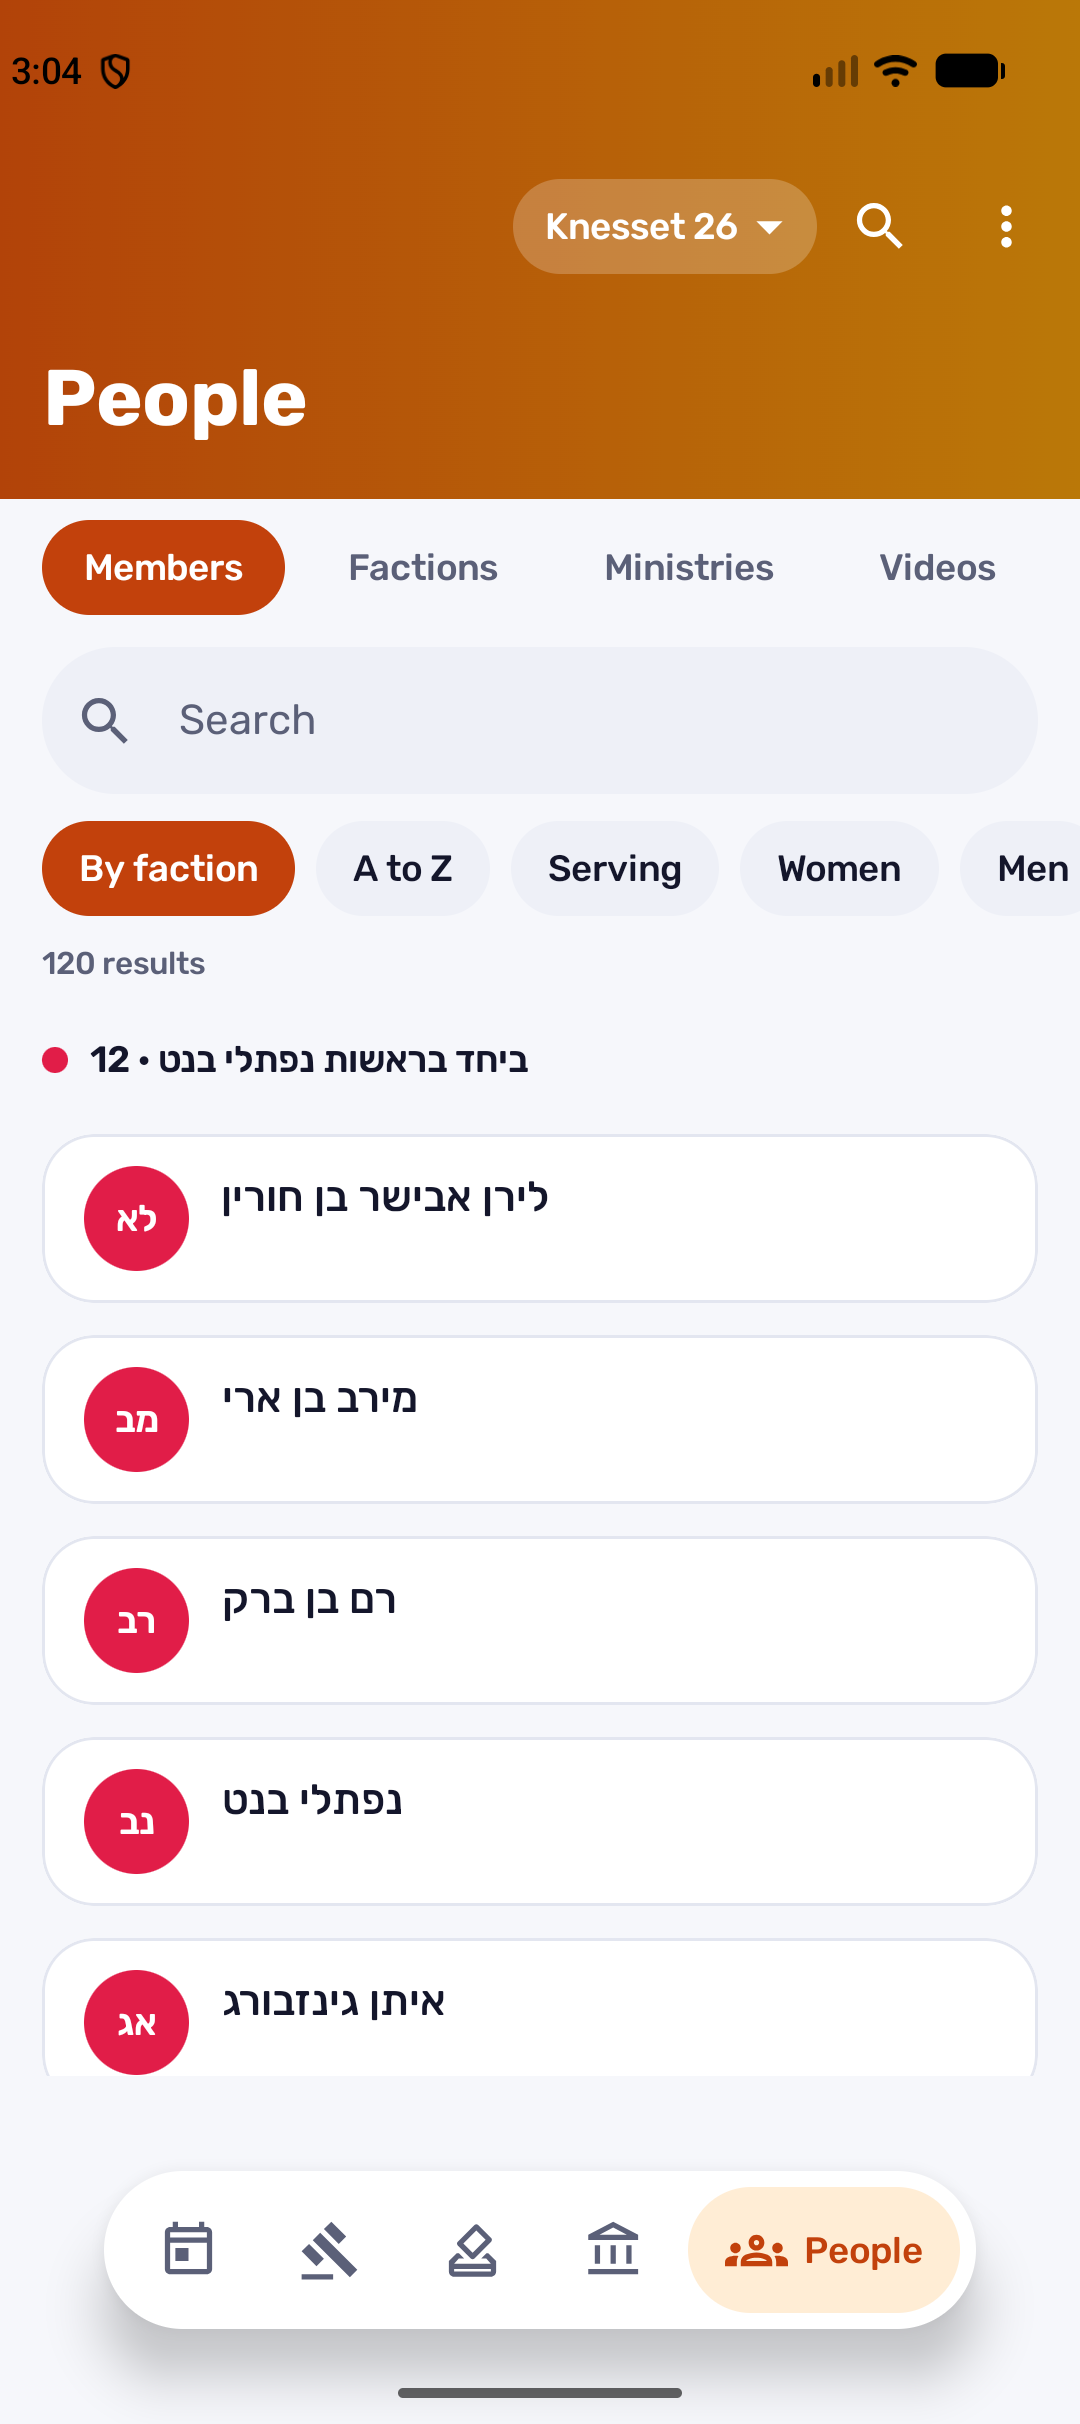 3:04
Knesset 26
People
Members Factions Ministries Videos
Search
By faction A to Z Serving Women Men
120 results
ביחד בראשות נפתלי בנט • 12
לא
לירן אבישר בן חורין
מב
מירב בן ארי
רב
רם בן ברק
נב
נפתלי בנט
אג
איתן גינזבורג
People